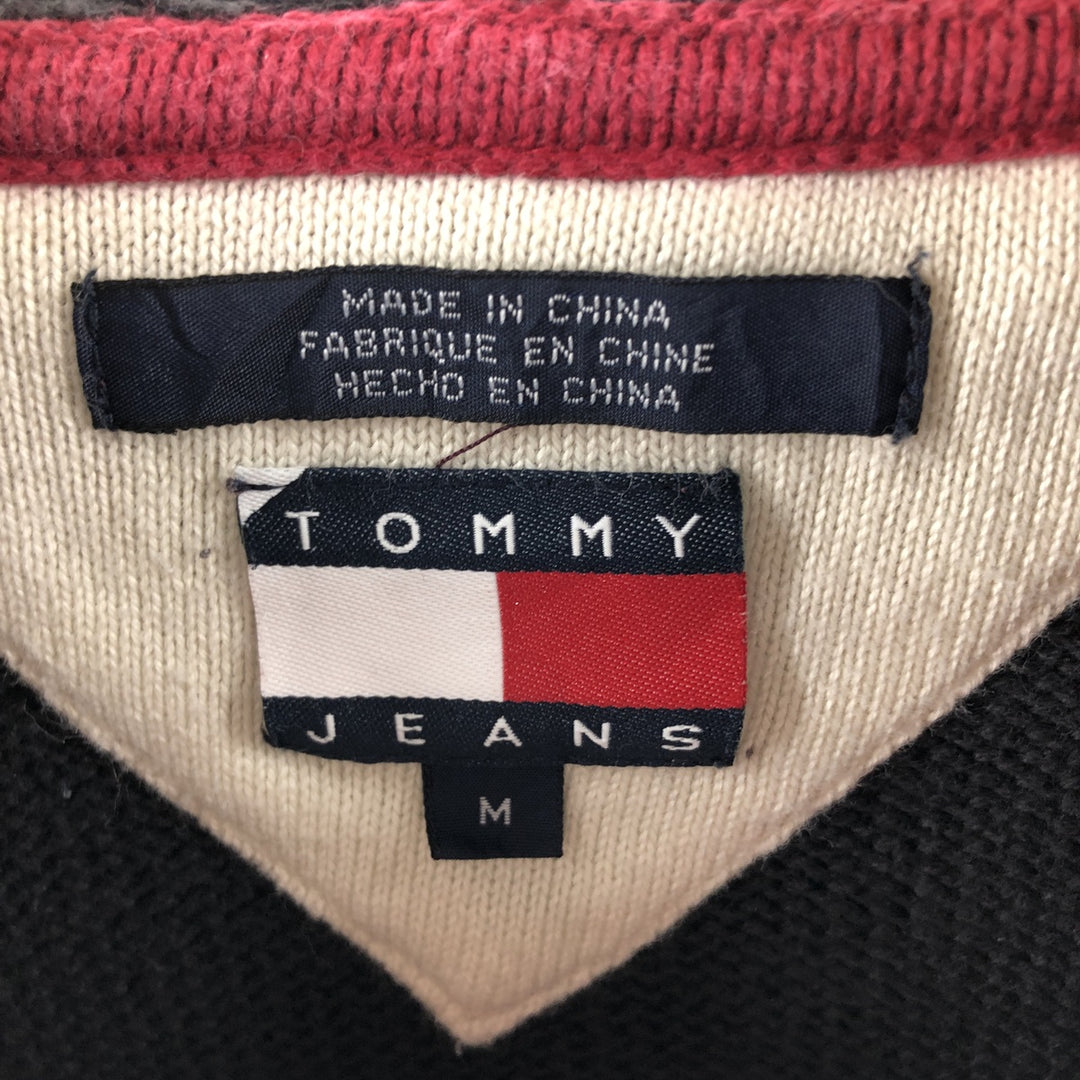 MADE IN CHINA
FABRIQUE EN CHINE
HECHO EN CHINA
TOMMY
JEANS
M